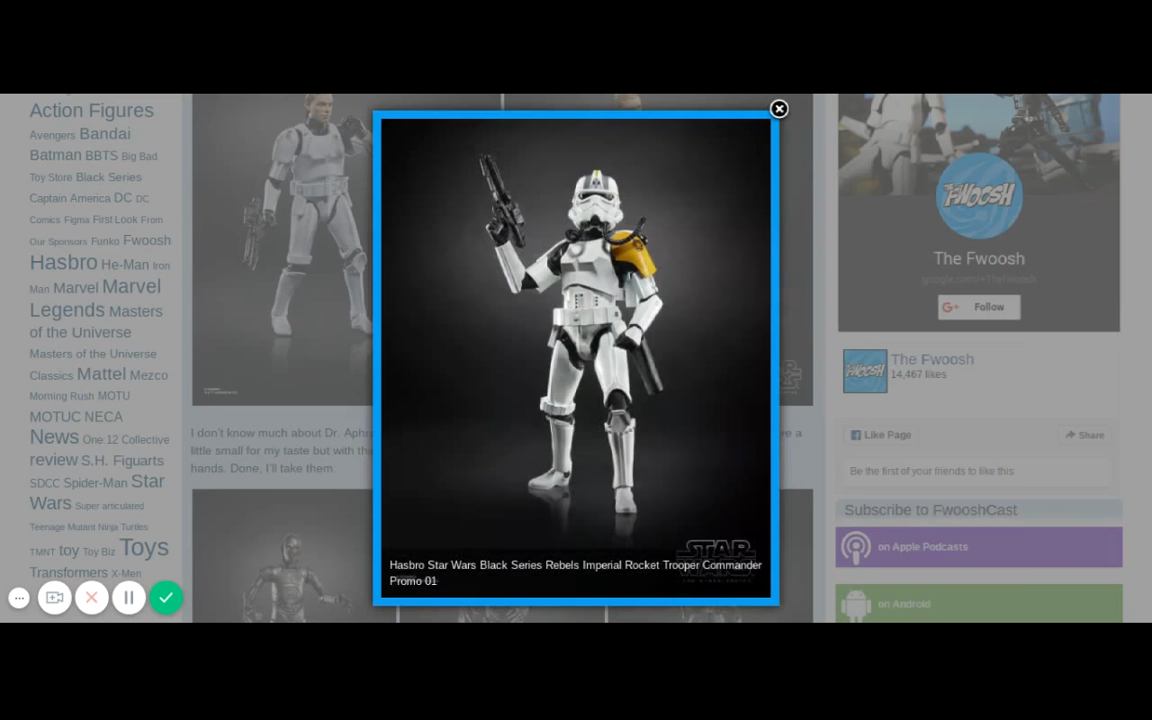 Action Figures
Avengers Bandai
Batman BBTS Big Bad
Toy Store Black Series
Captain America DC DC
Comics Figma First Look From
Our Sponsors Funko Fwoosh
Hasbro He-Man Iron
Man Marvel Marvel
Legends Masters
of the Universe
Masters of the Universe
Classics Mattel Mezco
Morning Rush MOTU
MOTUC NECA
News One:12 Collective
review S.H. Figuarts
SDCC Spider-Man Star
Wars Super articulated
Teenage Mutant Ninja Turtles
TMNT toy Toy Biz Toys
Transformers X-Men
I don't know much about Dr.
little small for my taste but with
hands. Done, I'll take them.
STAR
WARS
Hasbro Star Wars Black Series Rebels Imperial Rocket Trooper Commander
Promo 01
THE FWOOSH
The Fwoosh
google.com/+TheFwoosh
G+ Follow
FWOOSH
The Fwoosh
14,467 likes
Like Page
Share
Be the first of your friends to like this
Subscribe to FwooshCast
on Apple Podcasts
on Android